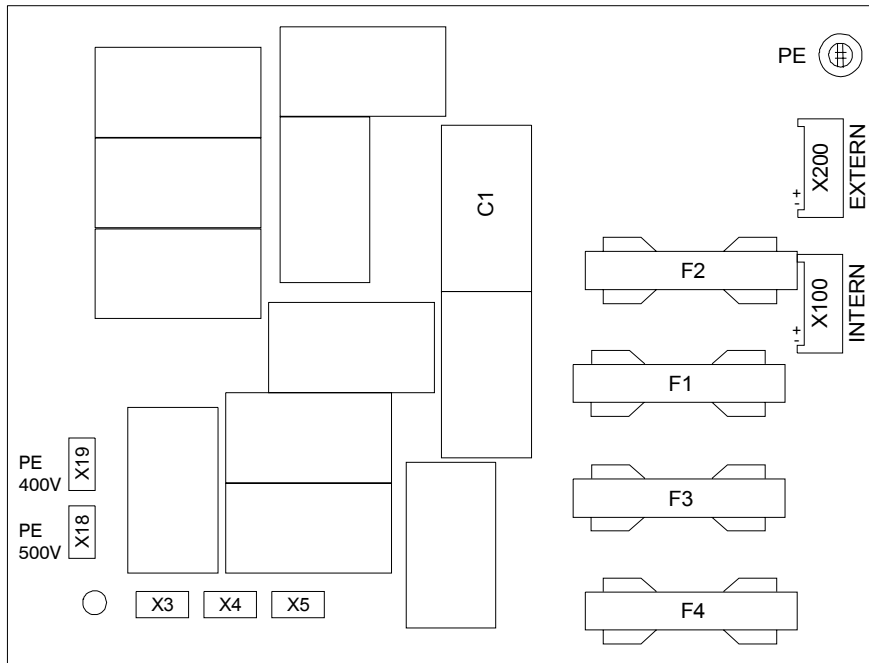 PE
X200
EXTERN
+
-
C1
F2
X100
INTERN
+
-
F1
PE
400V
X19
F3
PE
500V
X18
X3
X4
X5
F4